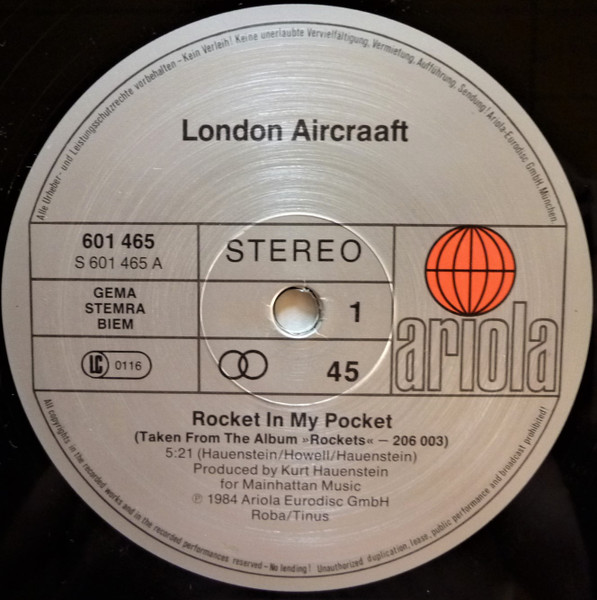 Alle Urheber- und Leistungsschutzrechte vorbehalten - Kein Verleih! Keine unerlaubte Vervielfältigung, Vermietung, Aufführung, Sendung! Ariola-Eurodisc GmbH, München.
London Aircraaft
601 465
S 601 465 A
STEREO
GEMA
STEMRA
BIEM
1
LC 0116
45
ariola
Rocket In My Pocket
(Taken From The Album »Rockets« – 206 003)
5:21 (Hauenstein/Howell/Hauenstein)
Produced by Kurt Hauenstein
for Mainhattan Music
℗ 1984 Ariola Eurodisc GmbH
Roba/Tinus
All copyrights in the recorded works and in the recorded performances reserved – No lending! Unauthorized duplication, lease, public performance and broadcast prohibited!